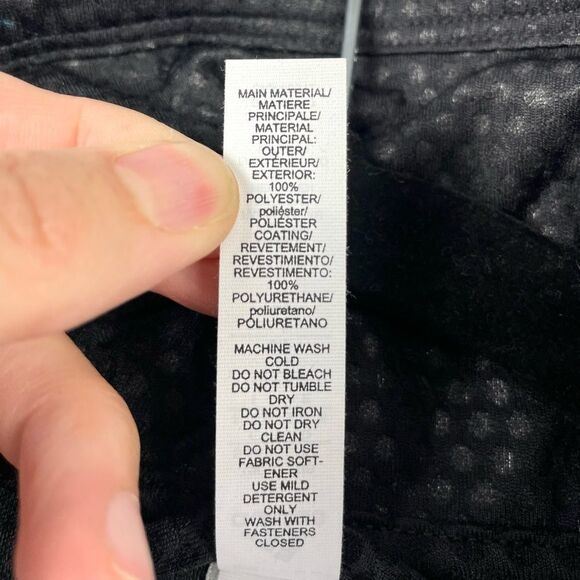 MAIN MATERIAL/
MATIERE
PRINCIPALE/
MATERIAL
PRINCIPAL:
OUTER/
EXTÉRIEUR/
EXTERIOR:
100%
POLYESTER/
poliéster/
POLIÉSTER
COATING/
REVETEMENT/
REVESTIMIENTO/
REVESTIMENTO:
100%
POLYURETHANE/
poliuretano/
POLIURETANO
MACHINE WASH
COLD
DO NOT BLEACH
DO NOT TUMBLE
DRY
DO NOT IRON
DO NOT DRY
CLEAN
DO NOT USE
FABRIC SOFT-
ENER
USE MILD
DETERGENT
ONLY
WASH WITH
FASTENERS
CLOSED